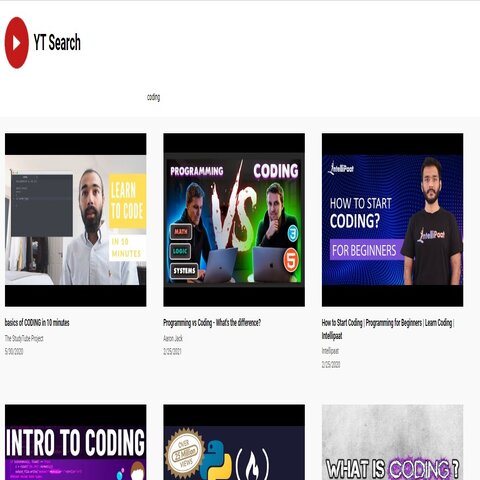 YT Search
coding
LEARN
TO CODE
IN 10
MINUTES
PROGRAMMING
CODING
VS
MATH
LOGIC
SYSTEMS
3
5
IntelliPaat
HOW TO START
CODING?
FOR BEGINNERS
IntelliPaat
basics of CODING in 10 minutes
The StudyTube Project
5/30/2020
Programming vs Coding - What's the difference?
Aaron Jack
2/25/2021
How to Start Coding | Programming for Beginners | Learn Coding |
Intellipaat
Intellipaat
2/25/2020
INTRO TO CODING
OVER
25 Million
VIEWS
WHAT IS CODING?